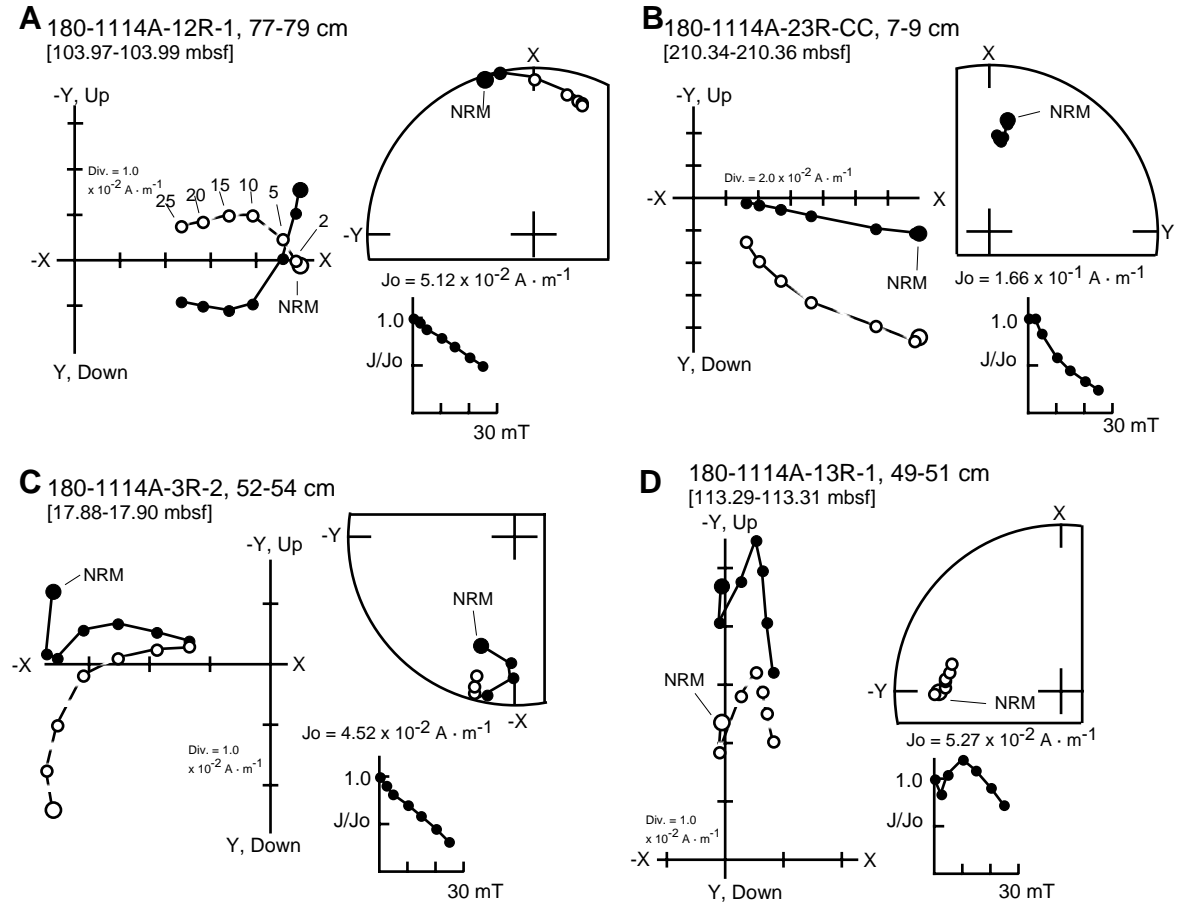 A
180-1114A-12R-1, 77-79 cm
[103.97-103.99 mbsf]
-Y, Up
Div. = 1.0
x 10-2 A · m-1
25
20
15
10
5
2
-X
X
NRM
Y, Down
X
NRM
-Y
Jo = 5.12 x 10-2 A · m-1
1.0
J/Jo
30 mT
B
180-1114A-23R-CC, 7-9 cm
[210.34-210.36 mbsf]
-Y, Up
Div. = 2.0 x 10-2 A · m-1
-X
X
NRM
Y, Down
X
NRM
Y
Jo = 1.66 x 10-1 A · m-1
1.0
J/Jo
30 mT
C
180-1114A-3R-2, 52-54 cm
[17.88-17.90 mbsf]
-Y, Up
NRM
-X
X
Div. = 1.0
x 10-2 A · m-1
Y, Down
-Y
NRM
-X
Jo = 4.52 x 10-2 A · m-1
1.0
J/Jo
30 mT
D
180-1114A-13R-1, 49-51 cm
[113.29-113.31 mbsf]
-Y, Up
NRM
Div. = 1.0
x 10-2 A · m-1
-X
X
Y, Down
X
-Y
NRM
Jo = 5.27 x 10-2 A · m-1
1.0
J/Jo
30 mT